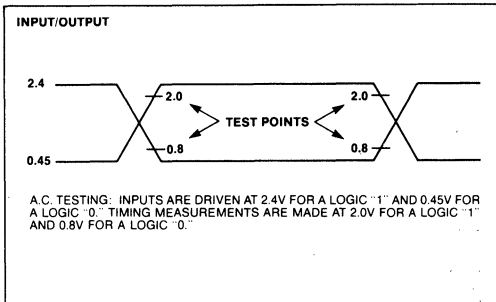 INPUT/OUTPUT
2.4
2.0
2.0
TEST POINTS
0.8
0.8
0.45
A.C. TESTING: INPUTS ARE DRIVEN AT 2.4V FOR A LOGIC "1" AND 0.45V FOR
A LOGIC "0." TIMING MEASUREMENTS ARE MADE AT 2.0V FOR A LOGIC "1"
AND 0.8V FOR A LOGIC "0."